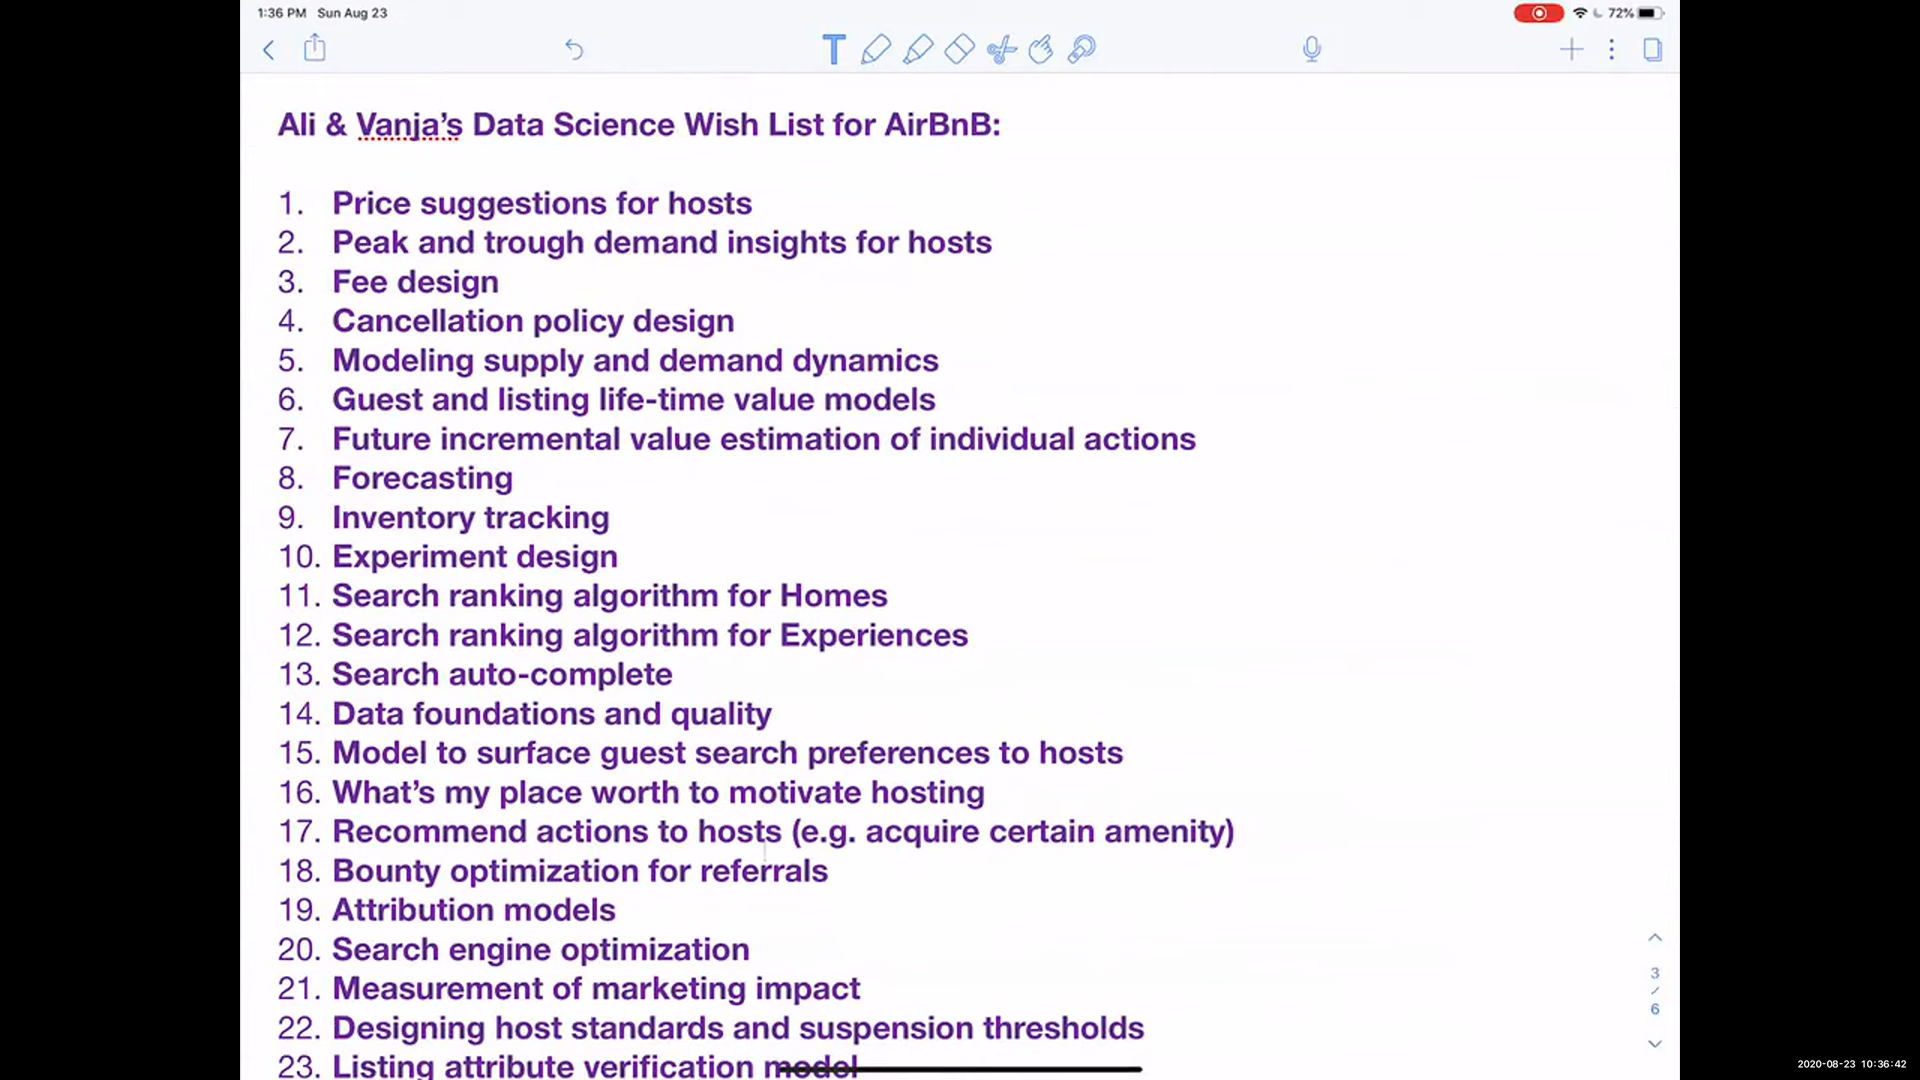 1:36 PM Sun Aug 23
72%
T
Ali & Vanja's Data Science Wish List for AirBnB:
1. Price suggestions for hosts
2. Peak and trough demand insights for hosts
3. Fee design
4. Cancellation policy design
5. Modeling supply and demand dynamics
6. Guest and listing life-time value models
7. Future incremental value estimation of individual actions
8. Forecasting
9. Inventory tracking
10. Experiment design
11. Search ranking algorithm for Homes
12. Search ranking algorithm for Experiences
13. Search auto-complete
14. Data foundations and quality
15. Model to surface guest search preferences to hosts
16. What's my place worth to motivate hosting
17. Recommend actions to hosts (e.g. acquire certain amenity)
18. Bounty optimization for referrals
19. Attribution models
20. Search engine optimization
21. Measurement of marketing impact
22. Designing host standards and suspension thresholds
23. Listing attribute verification model
3
/
6
2020-08-23 10:36:42